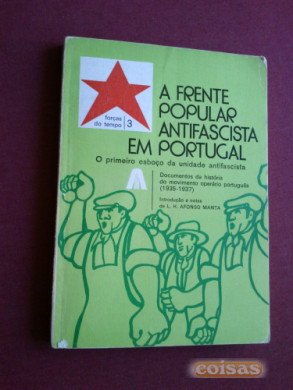 forças
do tempo 3
A FRENTE
POPULAR
ANTIFASCISTA
EM PORTUGAL
O primeiro esboço da unidade antifascista
Documentos da história
do movimento operário português
(1935-1937)
Introdução e notas
de L. H. AFONSO MANTA
coisas